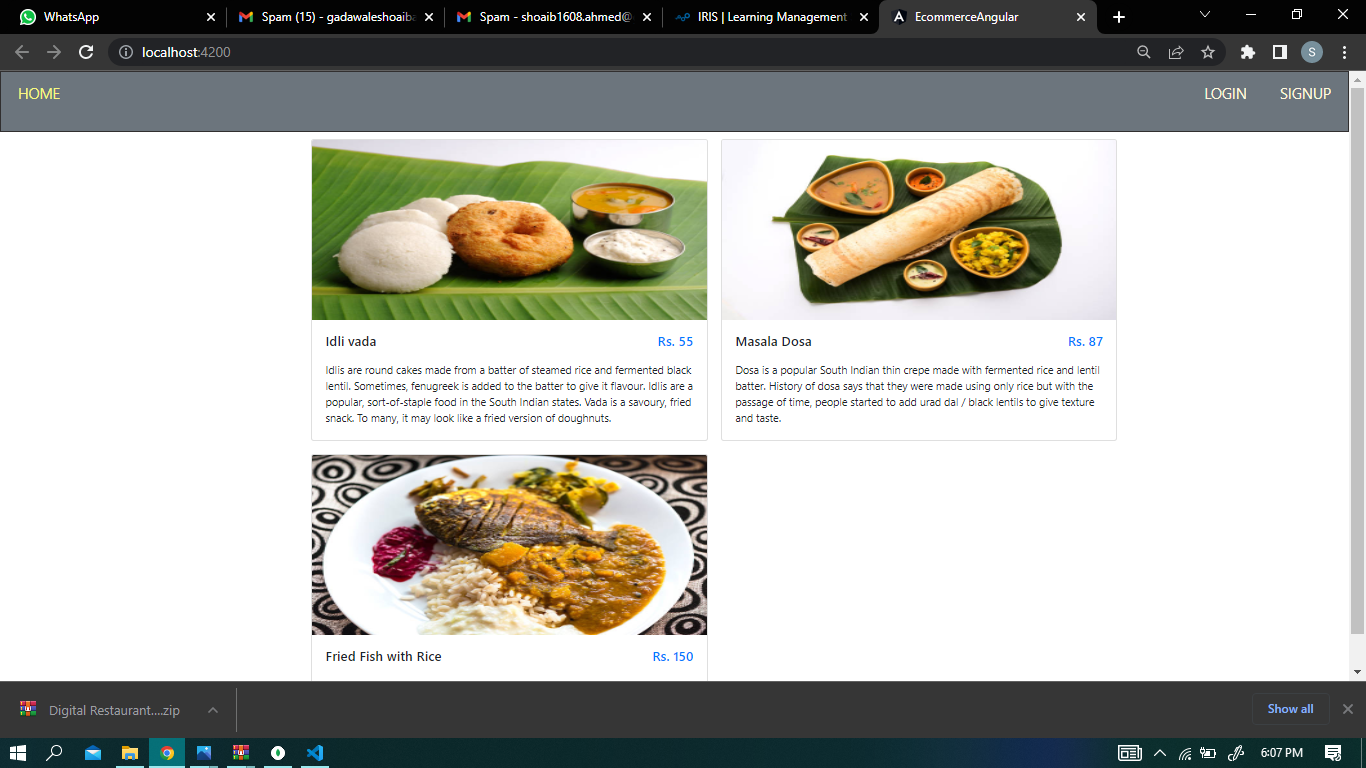 WhatsApp
Spam (15) - gadawaleshoaiba
Spam - shoaib1608.ahmed@
IRIS | Learning Management
EcommerceAngular
localhost:4200
S
HOME
LOGIN
SIGNUP
Idli vada
Rs. 55
Idlis are round cakes made from a batter of steamed rice and fermented black
lentil. Sometimes, fenugreek is added to the batter to give it flavour. Idlis are a
popular, sort-of-staple food in the South Indian states. Vada is a savoury, fried
snack. To many, it may look like a fried version of doughnuts.
Masala Dosa
Rs. 87
Dosa is a popular South Indian thin crepe made with fermented rice and lentil
batter. History of dosa says that they were made using only rice but with the
passage of time, people started to add urad dal / black lentils to give texture
and taste.
Fried Fish with Rice
Rs. 150
Digital Restaurant....zip
Show all
6:07 PM